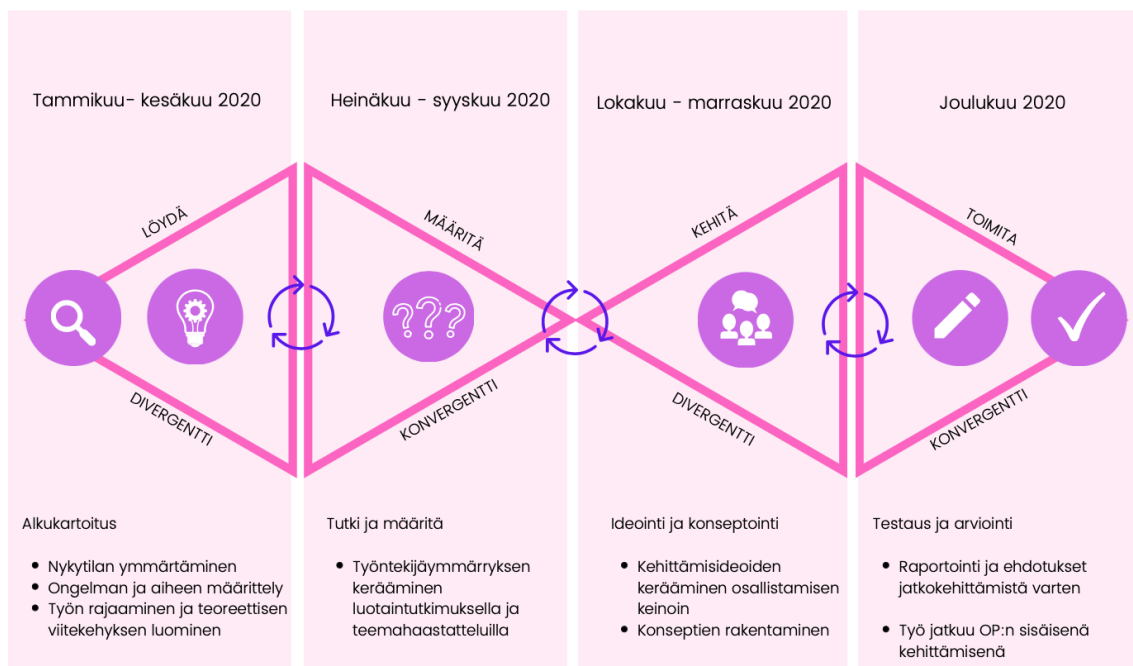 Tammikuu- kesäkuu 2020
Heinäkuu - syyskuu 2020
Lokakuu - marraskuu 2020
Joulukuu 2020
LÖYDÄ
MÄÄRITÄ
KEHITÄ
TOIMITA
???
DIVERGENTTI
KONVERGENTTI
DIVERGENTTI
KONVERGENTTI
Alkukartoitus
• Nykytilan ymmärtäminen
• Ongelman ja aiheen määrittely
• Työn rajaaminen ja teoreettisen
viitekehyksen luominen
Tutki ja määritä
• Työntekijäymmärryksen
kerääminen
luotaintutkimuksella ja
teemahaastatteluilla
Ideointi ja konseptointi
• Kehittämisideoiden
kerääminen osallistamisen
keinoin
• Konseptien rakentaminen
Testaus ja arviointi
• Raportointi ja ehdotukset
jatkokehittämistä varten
• Työ jatkuu OP:n sisäisenä
kehittämisenä